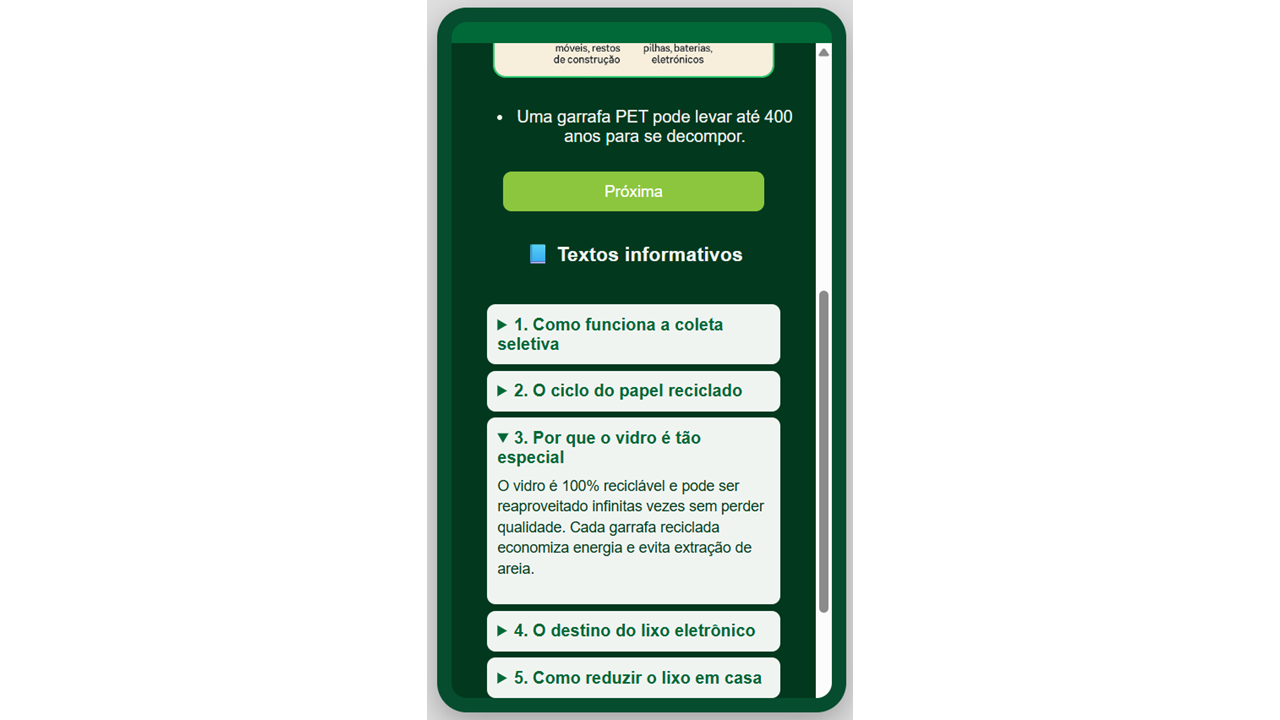 móveis, restos pilhas, baterias,
de construção eletrónicos
• Uma garrafa PET pode levar até 400
anos para se decompor.
Próxima
📘 Textos informativos
▶ 1. Como funciona a coleta
seletiva
▶ 2. O ciclo do papel reciclado
▼ 3. Por que o vidro é tão
especial
O vidro é 100% reciclável e pode ser
reaproveitado infinitas vezes sem perder
qualidade. Cada garrafa reciclada
economiza energia e evita extração de
areia.
▶ 4. O destino do lixo eletrônico
▶ 5. Como reduzir o lixo em casa